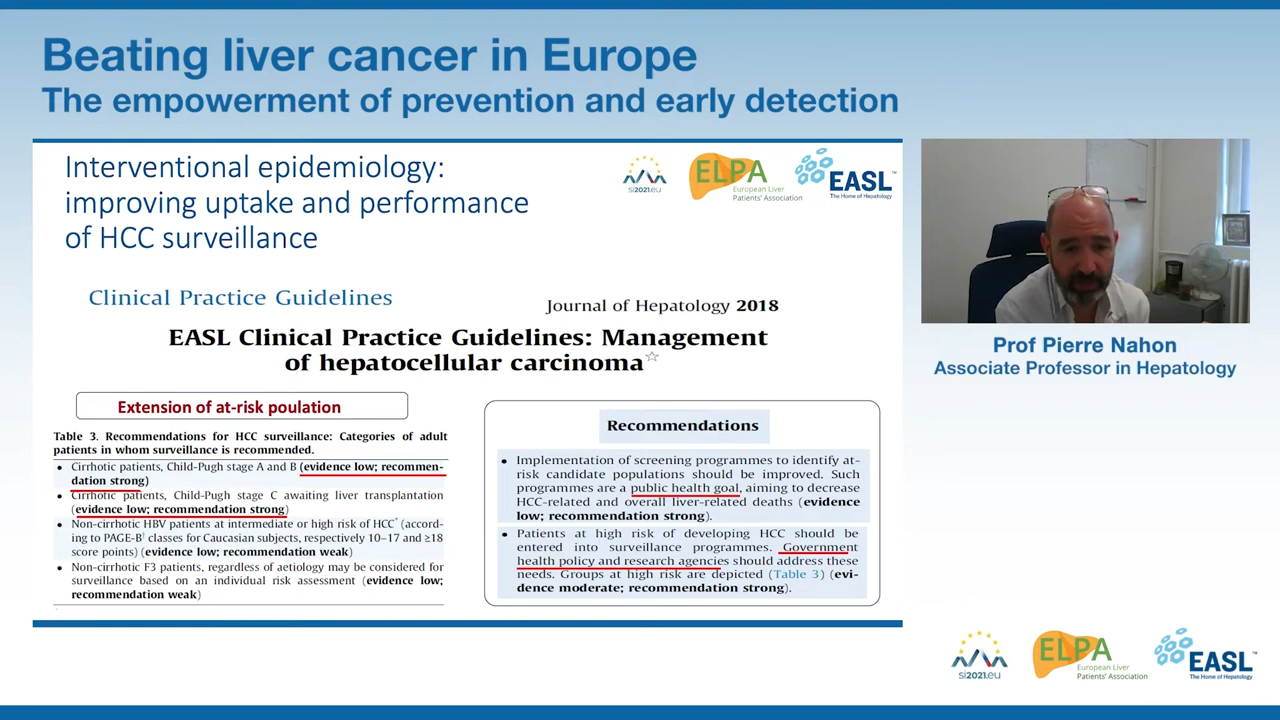 Beating liver cancer in Europe
The empowerment of prevention and early detection
Interventional epidemiology:
improving uptake and performance
of HCC surveillance
si2021.eu
ELPA
European Liver
Patients' Association
EASL™
The Home of Hepatology
Clinical Practice Guidelines
Journal of Hepatology 2018
EASL Clinical Practice Guidelines: Management
of hepatocellular carcinoma☆
Extension of at-risk poulation
Table 3. Recommendations for HCC surveillance: Categories of adult
patients in whom surveillance is recommended.
• Cirrhotic patients, Child-Pugh stage A and B (evidence low; recommen-
dation strong)
• Cirrhotic patients, Child-Pugh stage C awaiting liver transplantation
(evidence low; recommendation strong)
• Non-cirrhotic HBV patients at intermediate or high risk of HCC* (accord-
ing to PAGE-B† classes for Caucasian subjects, respectively 10–17 and ≥18
score points) (evidence low; recommendation weak)
• Non-cirrhotic F3 patients, regardless of aetiology may be considered for
surveillance based on an individual risk assessment (evidence low;
recommendation weak)
Recommendations
• Implementation of screening programmes to identify at-
risk candidate populations should be improved. Such
programmes are a public health goal, aiming to decrease
HCC-related and overall liver-related deaths (evidence
low; recommendation strong).
• Patients at high risk of developing HCC should be
entered into surveillance programmes. Government
health policy and research agencies should address these
needs. Groups at high risk are depicted (Table 3) (evi-
dence moderate; recommendation strong).
Prof Pierre Nahon
Associate Professor in Hepatology
si2021.eu
ELPA
European Liver
Patients' Association
EASL™
The Home of Hepatology